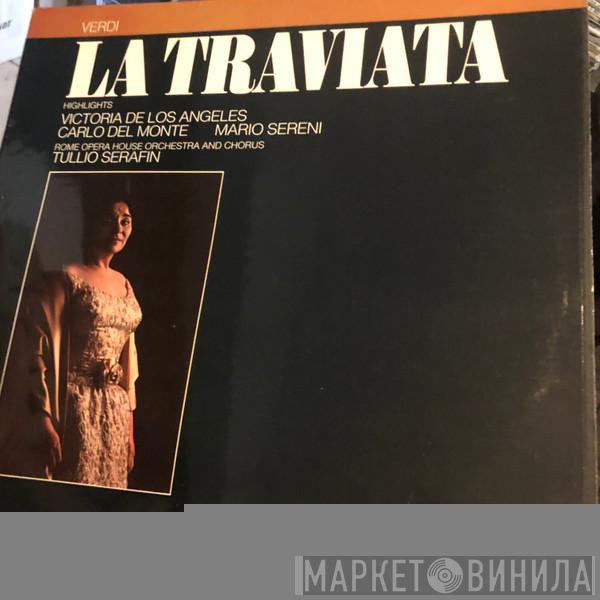 VERDI
LA TRAVIATA
HIGHLIGHTS
VICTORIA DE LOS ANGELES
CARLO DEL MONTE MARIO SERENI
ROME OPERA HOUSE ORCHESTRA AND CHORUS
TULLIO SERAFIN
МАРКЕТ ВИНИЛА